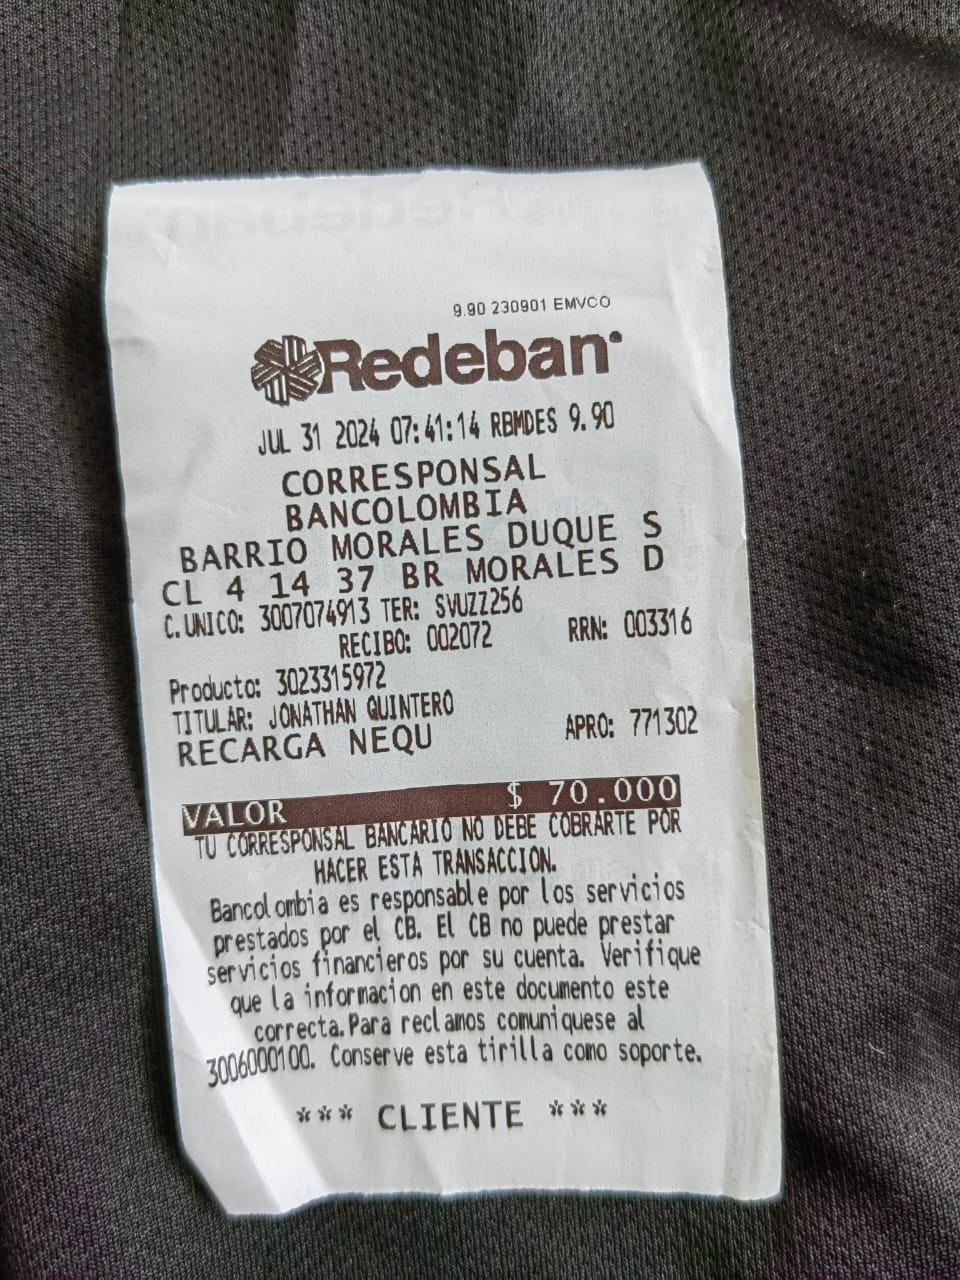 9.90 230901 EMVCO
Redeban
JUL 31 2024 07:41:14 RBMDES 9.90
CORRESPONSAL
BANCOLOMBIA
BARRIO MORALES DUQUE S
CL 4 14 37 BR MORALES D
C.UNICO: 3007074913 TER: SVUZZ256
RECIBO: 002072 RRN: 003316
Producto: 3023315972
TITULAR: JONATHAN QUINTERO
RECARGA NEQU APRO: 771302
VALOR $ 70.000
TU CORRESPONSAL BANCARIO NO DEBE COBRARTE POR
HACER ESTA TRANSACCION.
Bancolombia es responsable por los servicios
prestados por el CB. El CB no puede prestar
servicios financieros por su cuenta. Verifique
que la informacion en este documento este
correcta.Para reclamos comuniquese al
3006000100. Conserve esta tirilla como soporte.
*** CLIENTE ***